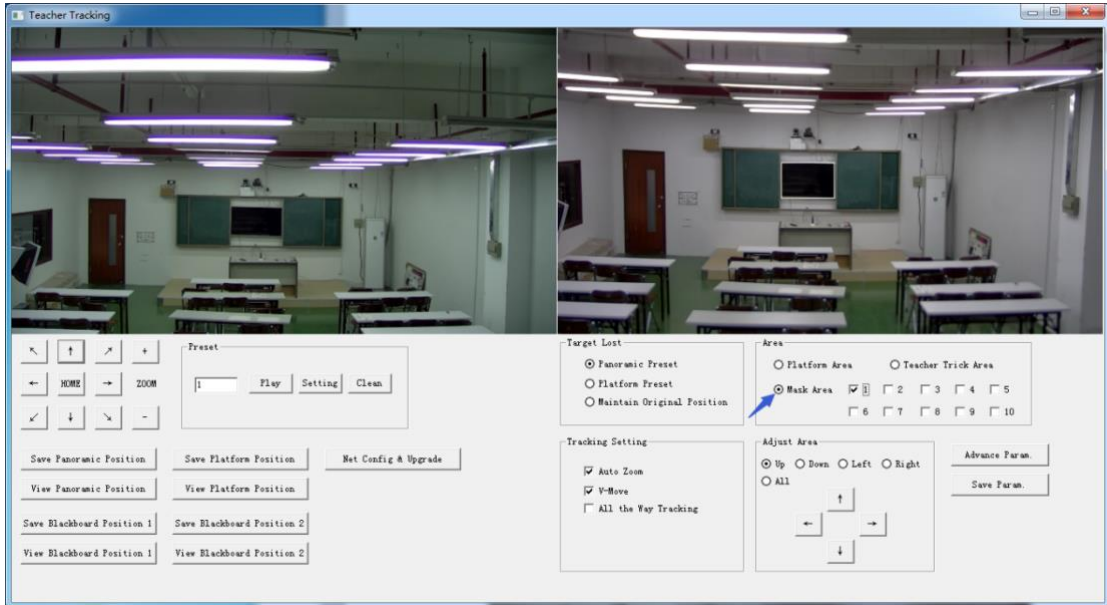 Teacher Tracking
↖ ↑ ↗ +
← HOME → ZOOM
↙ ↓ ↘ -
Preset
1 Play Setting Clean
Save Panoramic Position Save Platform Position Net Config & Upgrade
View Panoramic Position View Platform Position
Save Blackboard Position 1 Save Blackboard Position 2
View Blackboard Position 1 View Blackboard Position 2
Target Lost
Panoramic Preset
Platform Preset
Maintain Original Position
Area
Platform Area Teacher Trick Area
Mask Area 1 2 3 4 5
6 7 8 9 10
Tracking Setting
Auto Zoom
V-Move
All the Way Tracking
Adjust Area
Up Down Left Right
All
↑
← →
↓
Advance Param.
Save Param.